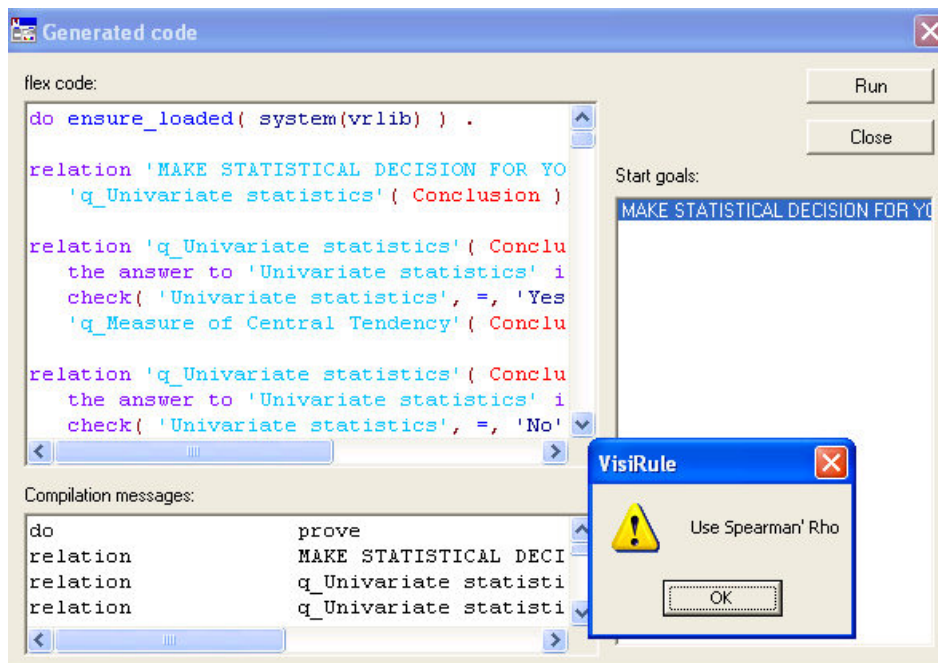 Generated code
flex code:
do ensure_loaded( system(vrlib) ) .
relation 'MAKE STATISTICAL DECISION FOR YO
'q_Univariate statistics'( Conclusion )
relation 'q_Univariate statistics'( Conclu
the answer to 'Univariate statistics' i
check( 'Univariate statistics', =, 'Yes
'q_Measure of Central Tendency'( Conclu
relation 'q_Univariate statistics'( Conclu
the answer to 'Univariate statistics' i
check( 'Univariate statistics', =, 'No'
Run
Close
Start goals:
MAKE STATISTICAL DECISION FOR YO
Compilation messages:
do prove
relation MAKE STATISTICAL DECI
relation q_Univariate statisti
relation q_Univariate statisti
VisiRule
Use Spearman' Rho
OK